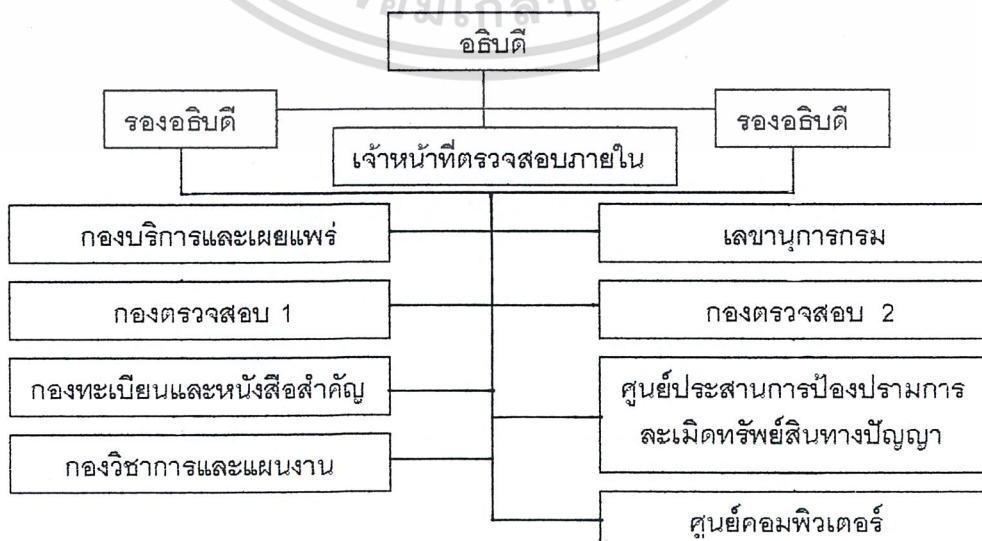 อธิบดี
รองอธิบดี
รองอธิบดี
เจ้าหน้าที่ตรวจสอบภายใน
กองบริการและเผยแพร่
เลขานุการกรม
กองตรวจสอบ 1
กองตรวจสอบ 2
กองทะเบียนและหนังสือสำคัญ
ศูนย์ประสานการป้องปรามการ
ละเมิดทรัพย์สินทางปัญญา
กองวิชาการและแผนงาน
ศูนย์คอมพิวเตอร์